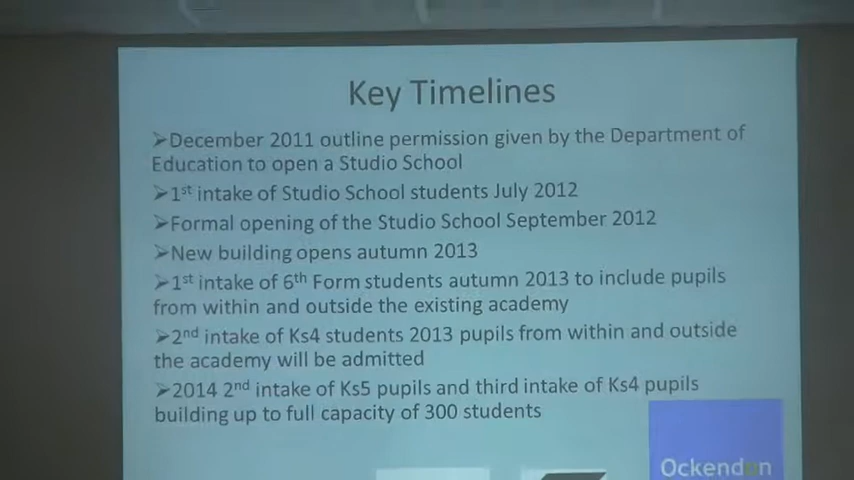 Key Timelines
➢December 2011 outline permission given by the Department of
Education to open a Studio School
➢1st intake of Studio School students July 2012
➢Formal opening of the Studio School September 2012
➢New building opens autumn 2013
➢1st intake of 6th Form students autumn 2013 to include pupils
from within and outside the existing academy
➢2nd intake of Ks4 students 2013 pupils from within and outside
the academy will be admitted
➢2014 2nd intake of Ks5 pupils and third intake of Ks4 pupils
building up to full capacity of 300 students
Ockendon